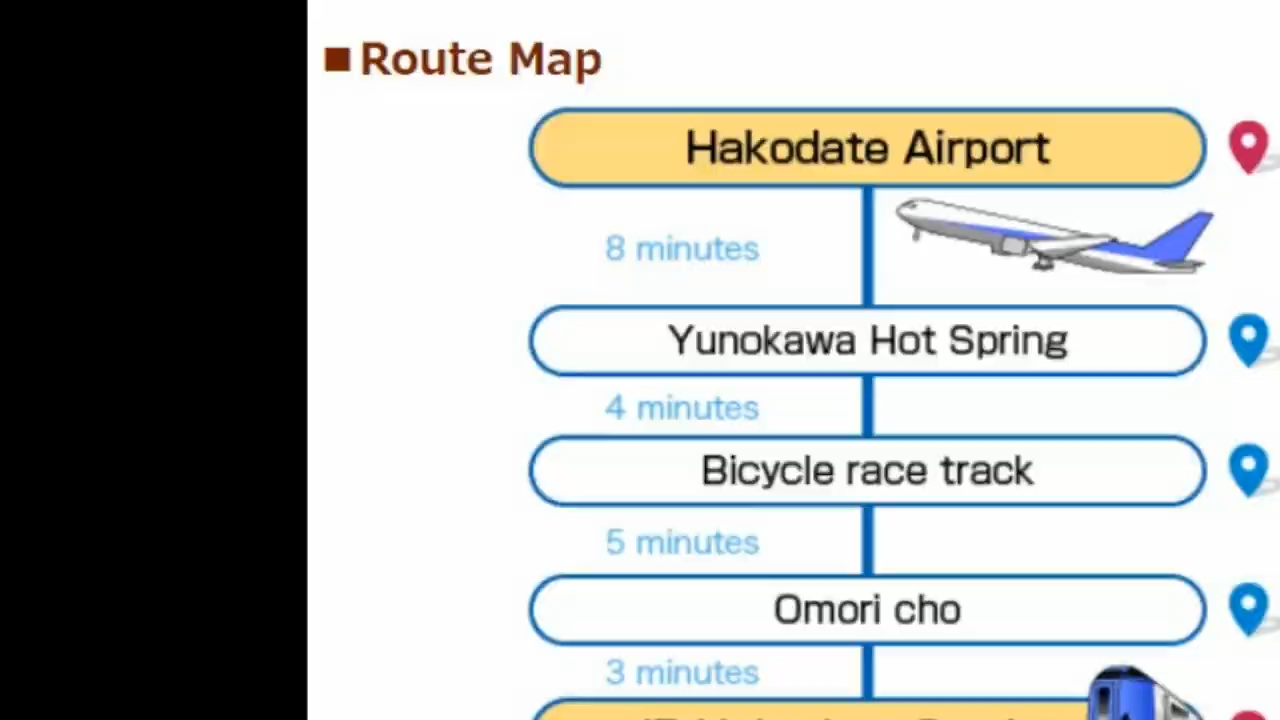 ■Route Map
Hakodate Airport
8 minutes
Yunokawa Hot Spring
4 minutes
Bicycle race track
5 minutes
Omori cho
3 minutes